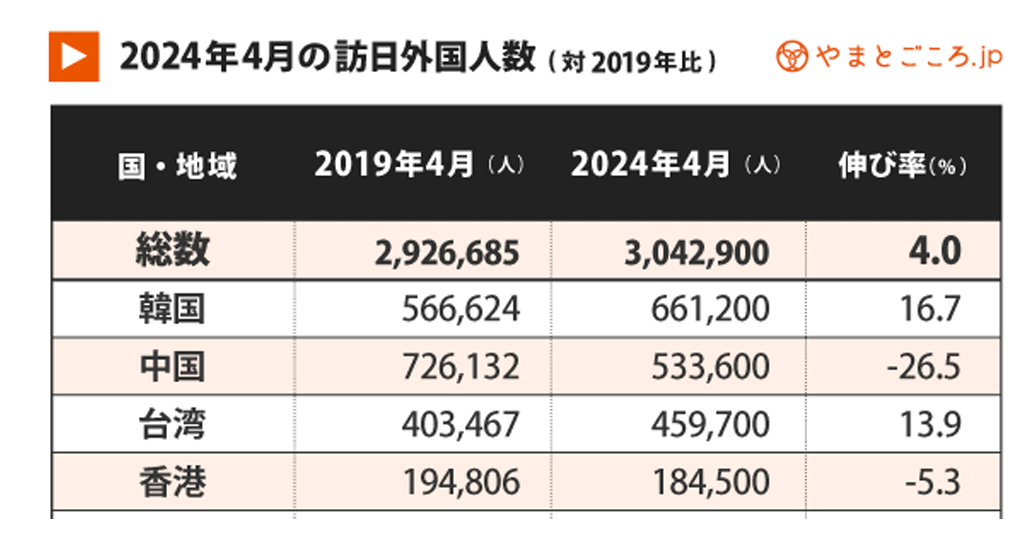 2024年4月の訪日外国人数（対2019年比） やまとごころ.jp
国・地域 2019年4月（人） 2024年4月（人） 伸び率(%)
総数 2,926,685 3,042,900 4.0
韓国 566,624 661,200 16.7
中国 726,132 533,600 -26.5
台湾 403,467 459,700 13.9
香港 194,806 184,500 -5.3